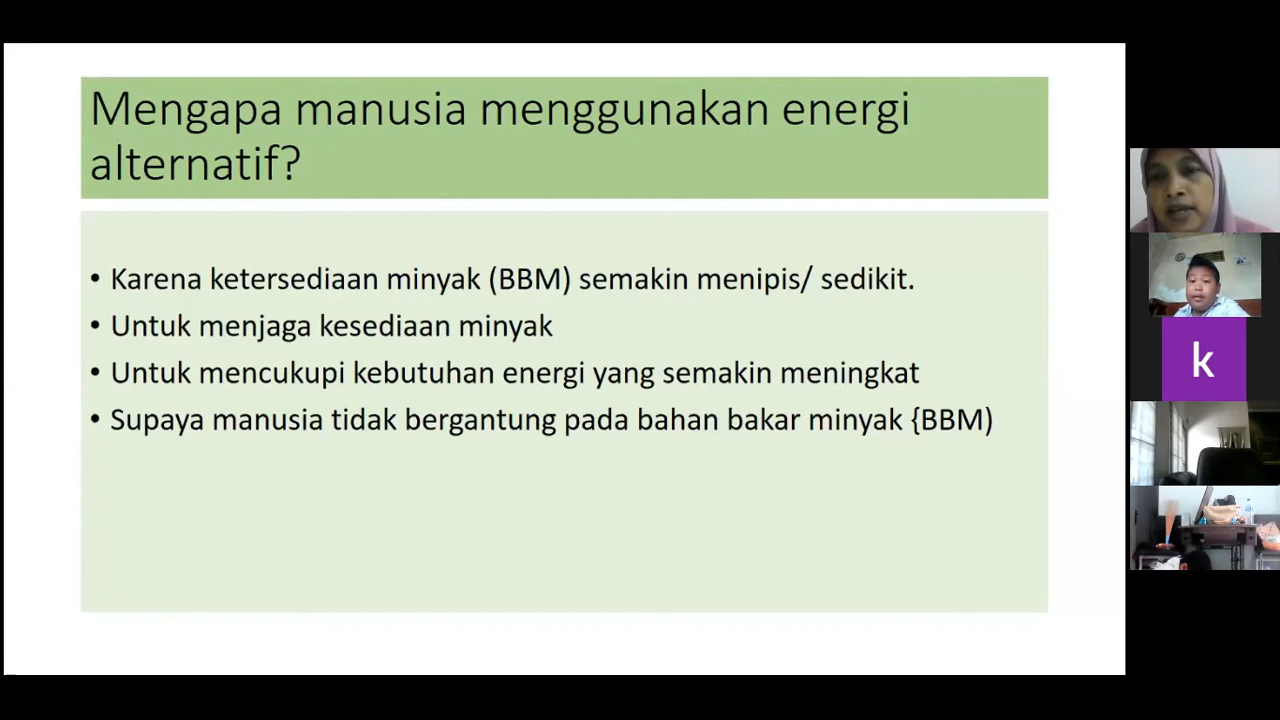 Mengapa manusia menggunakan energi
alternatif?
• Karena ketersediaan minyak (BBM) semakin menipis/ sedikit.
• Untuk menjaga kesediaan minyak
• Untuk mencukupi kebutuhan energi yang semakin meningkat
• Supaya manusia tidak bergantung pada bahan bakar minyak {BBM)
k